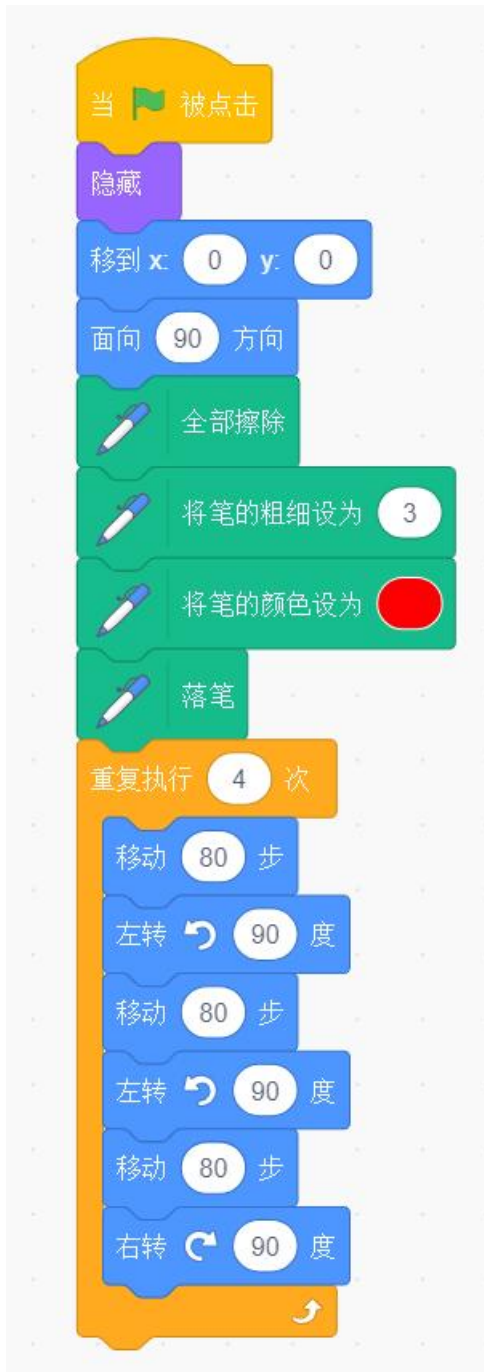 当 被点击
隐藏
移到 x: 0 y: 0
面向 90 方向
全部擦除
将笔的粗细设为 3
将笔的颜色设为
落笔
重复执行 4 次
移动 80 步
左转 90 度
移动 80 步
左转 90 度
移动 80 步
右转 90 度